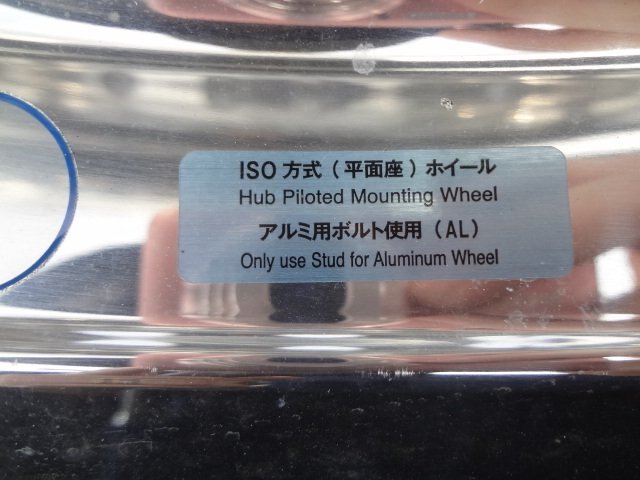 ISO 方式 ( 平面座 ) ホイール
Hub Piloted Mounting Wheel
アルミ用ボルト使用 (AL)
Only use Stud for Aluminum Wheel